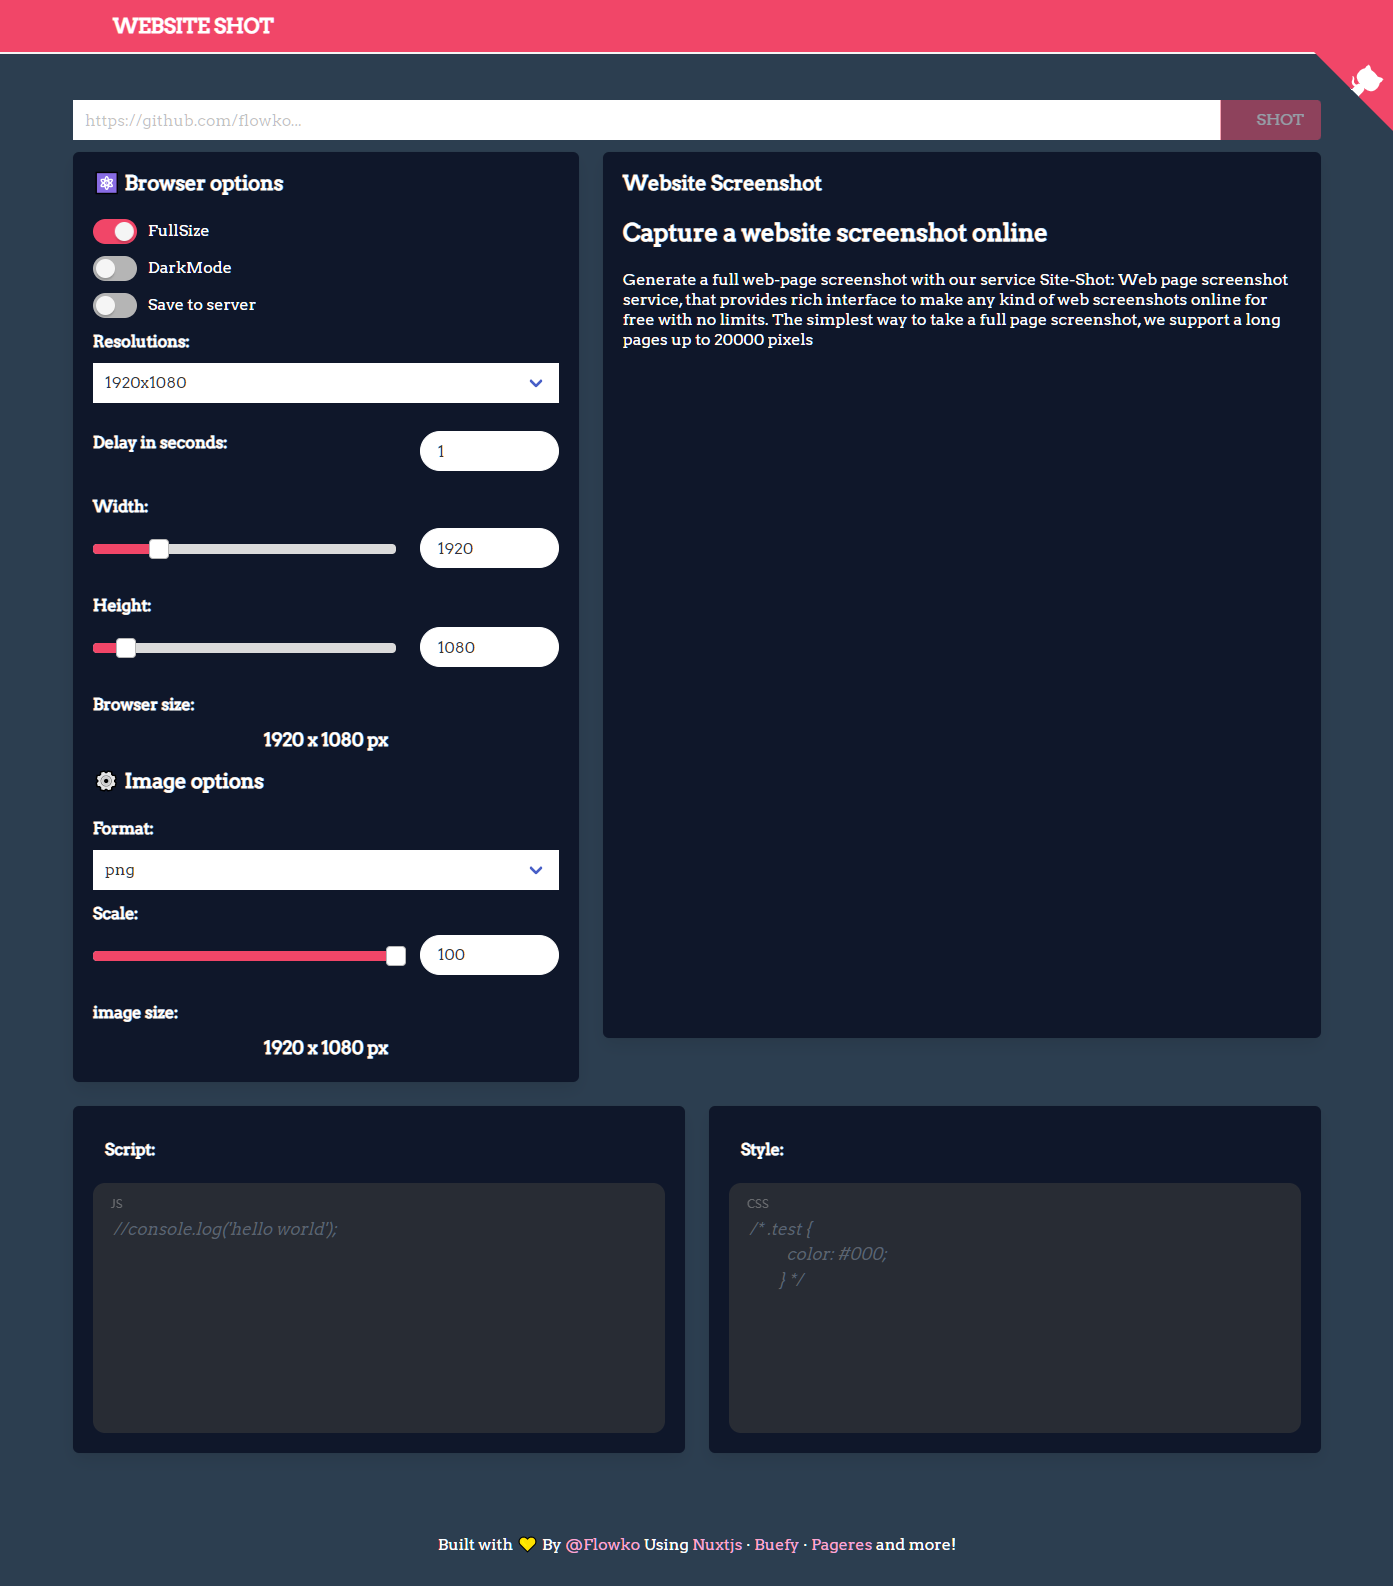 WEBSITE SHOT
https://github.com/flowko...
SHOT
Browser options
FullSize
DarkMode
Save to server
Resolutions:
1920x1080
Delay in seconds:
1
Width:
1920
Height:
1080
Browser size:
1920 x 1080 px
Image options
Format:
png
Scale:
100
image size:
1920 x 1080 px
Website Screenshot
Capture a website screenshot online
Generate a full web-page screenshot with our service Site-Shot: Web page screenshot
service, that provides rich interface to make any kind of web screenshots online for
free with no limits. The simplest way to take a full page screenshot, we support a long
pages up to 20000 pixels
Script:
JS
//console.log('hello world');
Style:
CSS
/* .test {
color: #000;
} */
Built with 💛 By @Flowko Using Nuxtjs · Buefy · Pageres and more!